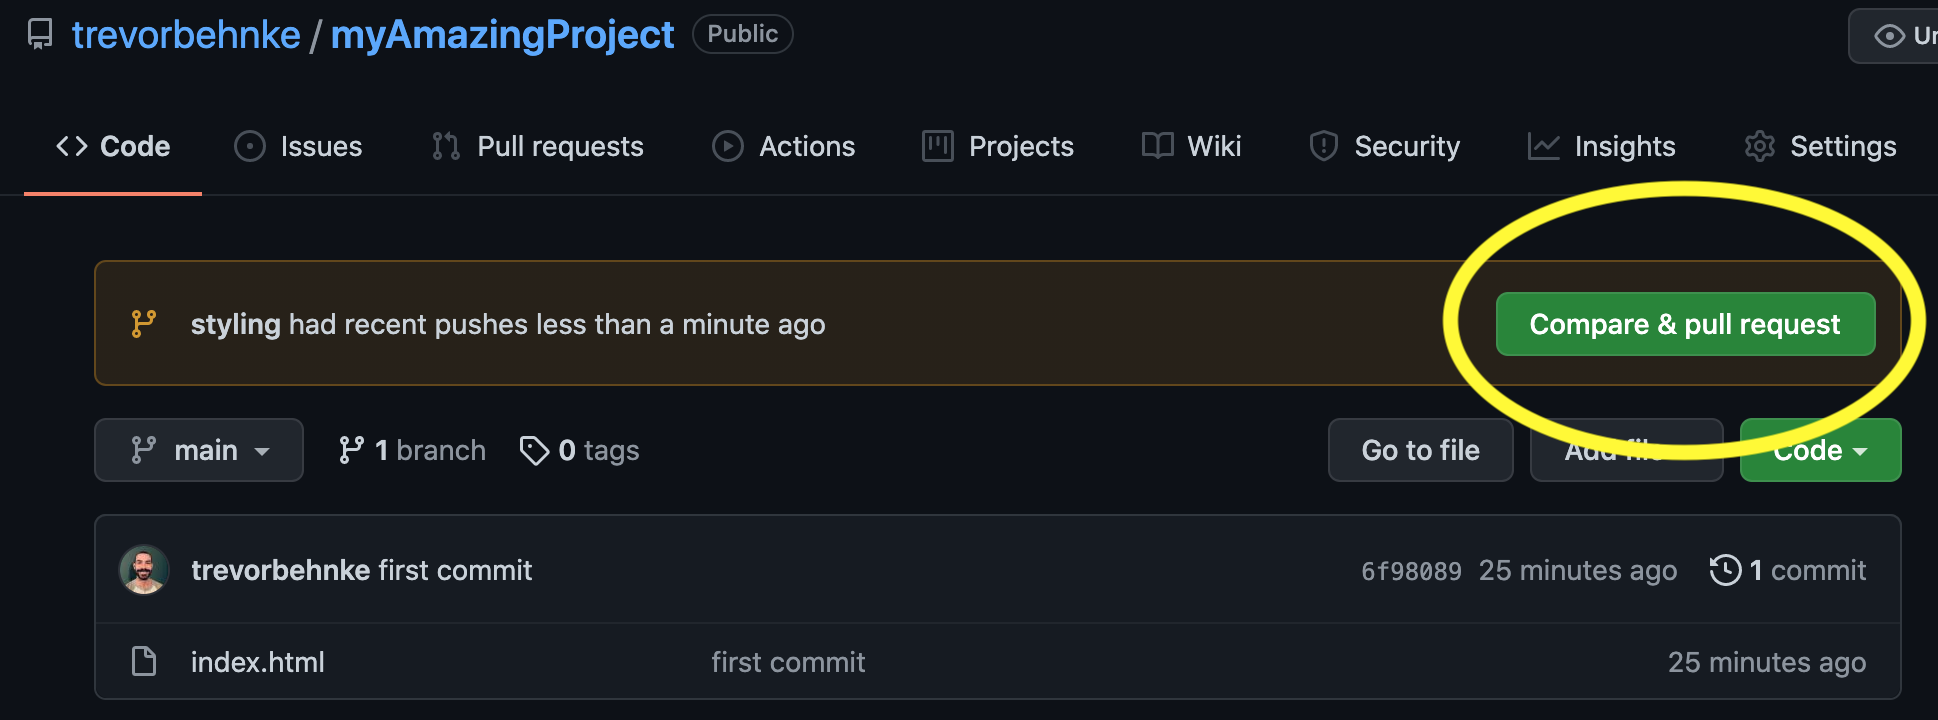 trevorbehnke / myAmazingProject Public
Code Issues Pull requests Actions Projects Wiki Security Insights Settings
styling had recent pushes less than a minute ago Compare & pull request
main 1 branch 0 tags Go to file Add file Code
trevorbehnke first commit 6f98089 25 minutes ago 1 commit
index.html first commit 25 minutes ago